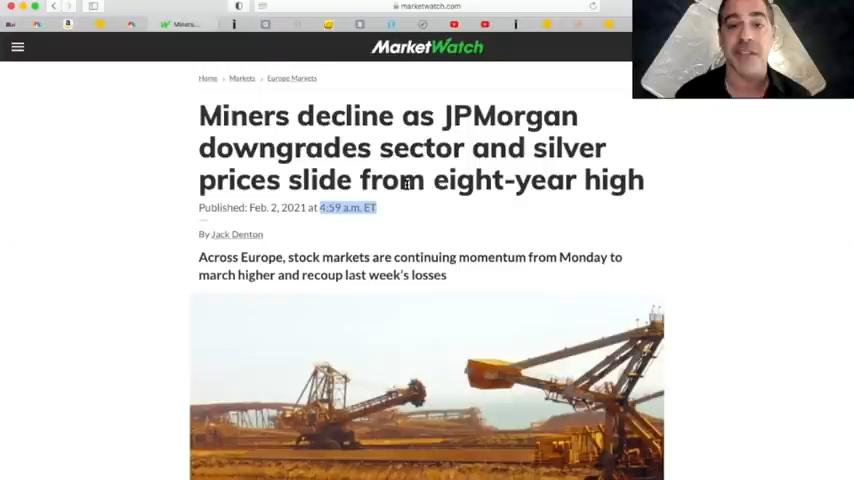 marketwatch.com
Miners...
MarketWatch
Home > Markets > Europe Markets
Miners decline as JPMorgan
downgrades sector and silver
prices slide from eight-year high
Published: Feb. 2, 2021 at 4:59 a.m. ET
By Jack Denton
Across Europe, stock markets are continuing momentum from Monday to
march higher and recoup last week's losses